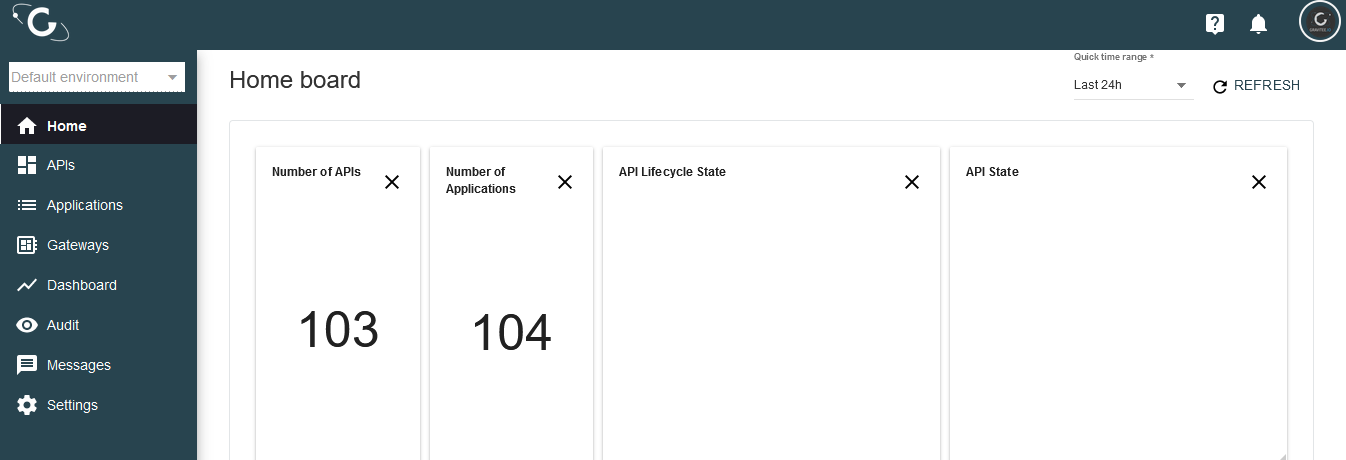 Default environment
Home
APIs
Applications
Gateways
Dashboard
Audit
Messages
Settings
Home board
Quick time range *
Last 24h
REFRESH
Number of APIs
103
Number of
Applications
104
API Lifecycle State
API State